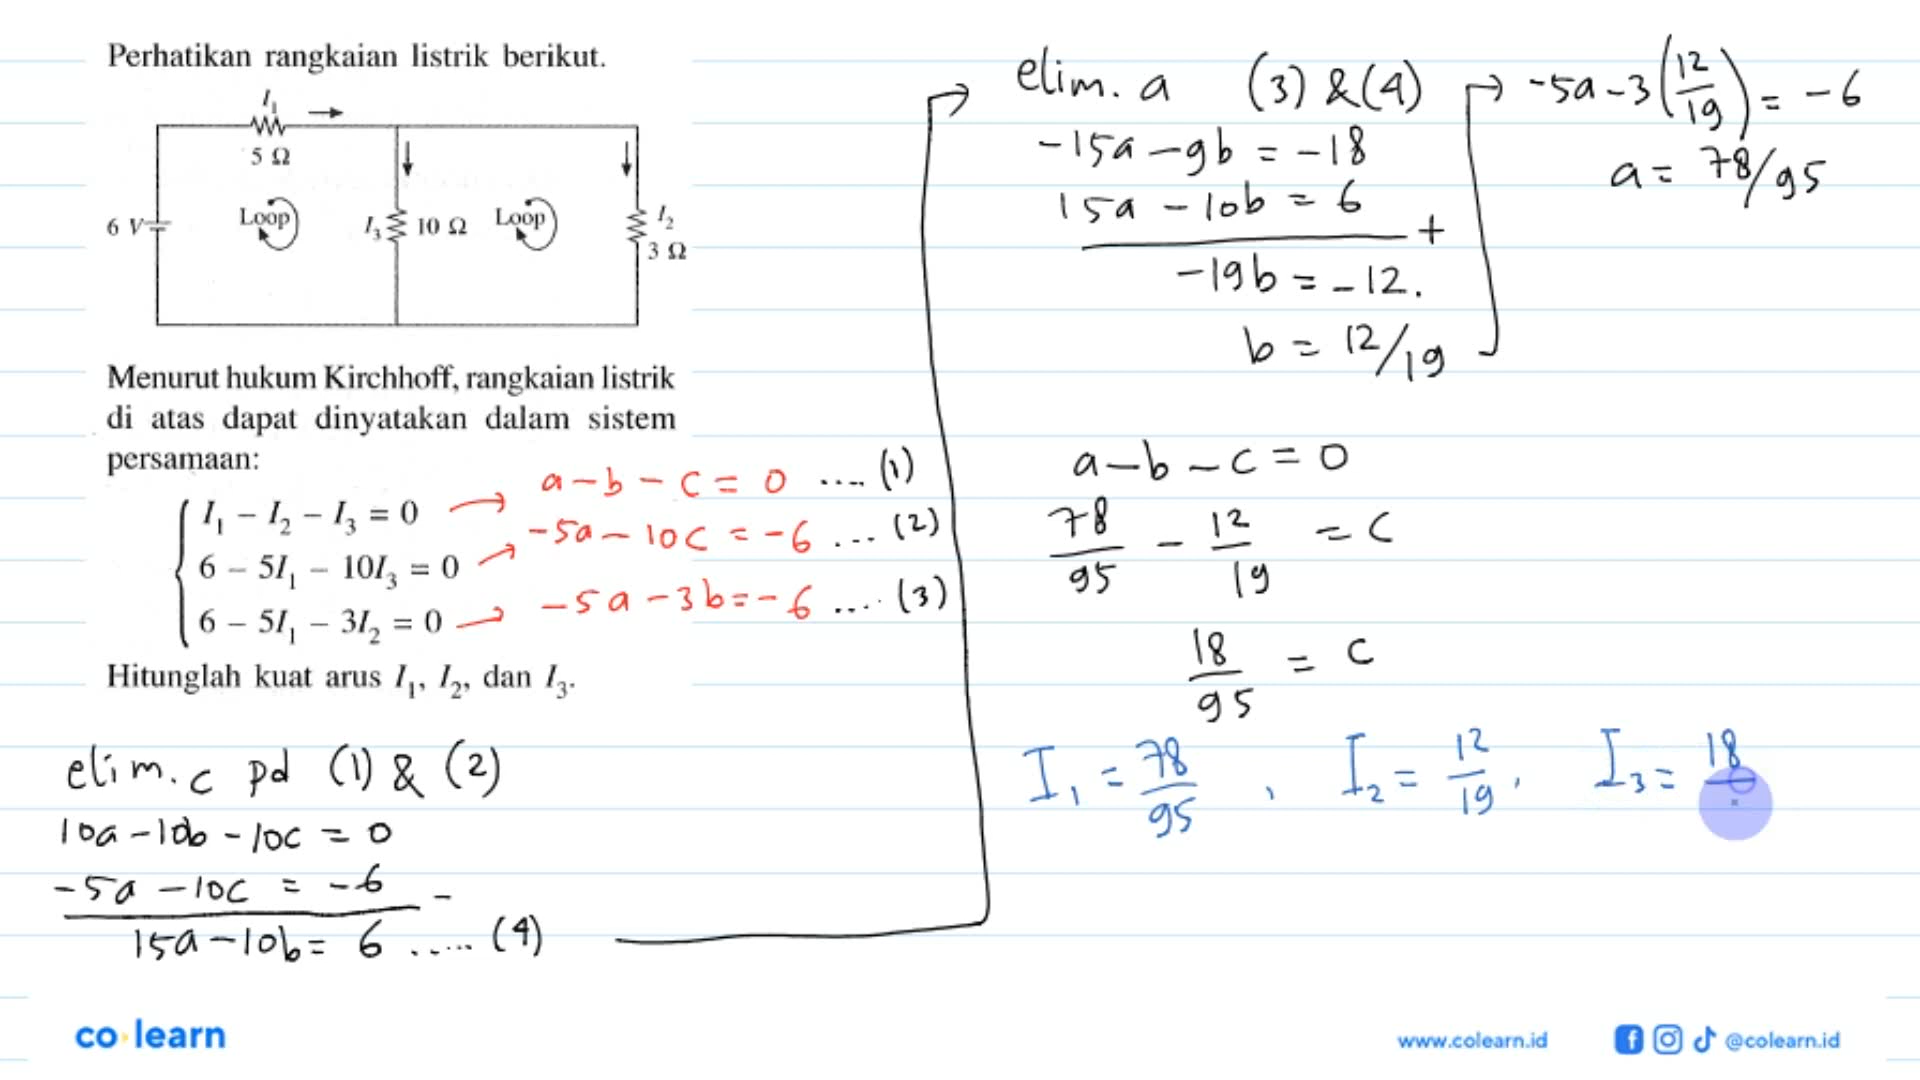 Perhatikan rangkaian listrik berikut.
I₁
5 Ω
6 V
Loop
I₃ 10 Ω
Loop
I₂
3 Ω
Menurut hukum Kirchhoff, rangkaian listrik
di atas dapat dinyatakan dalam sistem
persamaan:
I₁ − I₂ − I₃ = 0 → a − b − c = 0 .... (1)
6 − 5I₁ − 10I₃ = 0 → -5a − 10c = -6 ... (2)
6 − 5I₁ − 3I₂ = 0 → -5a − 3b = -6 .... (3)
Hitunglah kuat arus I₁, I₂, dan I₃.
elim. c pd (1) & (2)
10a − 10b − 10c = 0
-5a − 10c = -6 −
15a − 10b = 6 ..... (4)
elim. a (3) & (4)
-15a − 9b = -18
15a − 10b = 6 +
-19b = -12.
b = 12/19
→ -5a − 3(12/19) = -6
a = 78/95
a − b − c = 0
78/95 − 12/19 = c
18/95 = c
I₁ = 78/95 , I₂ = 12/19 , I₃ = 18
co learn
www.colearn.id
@colearn.id